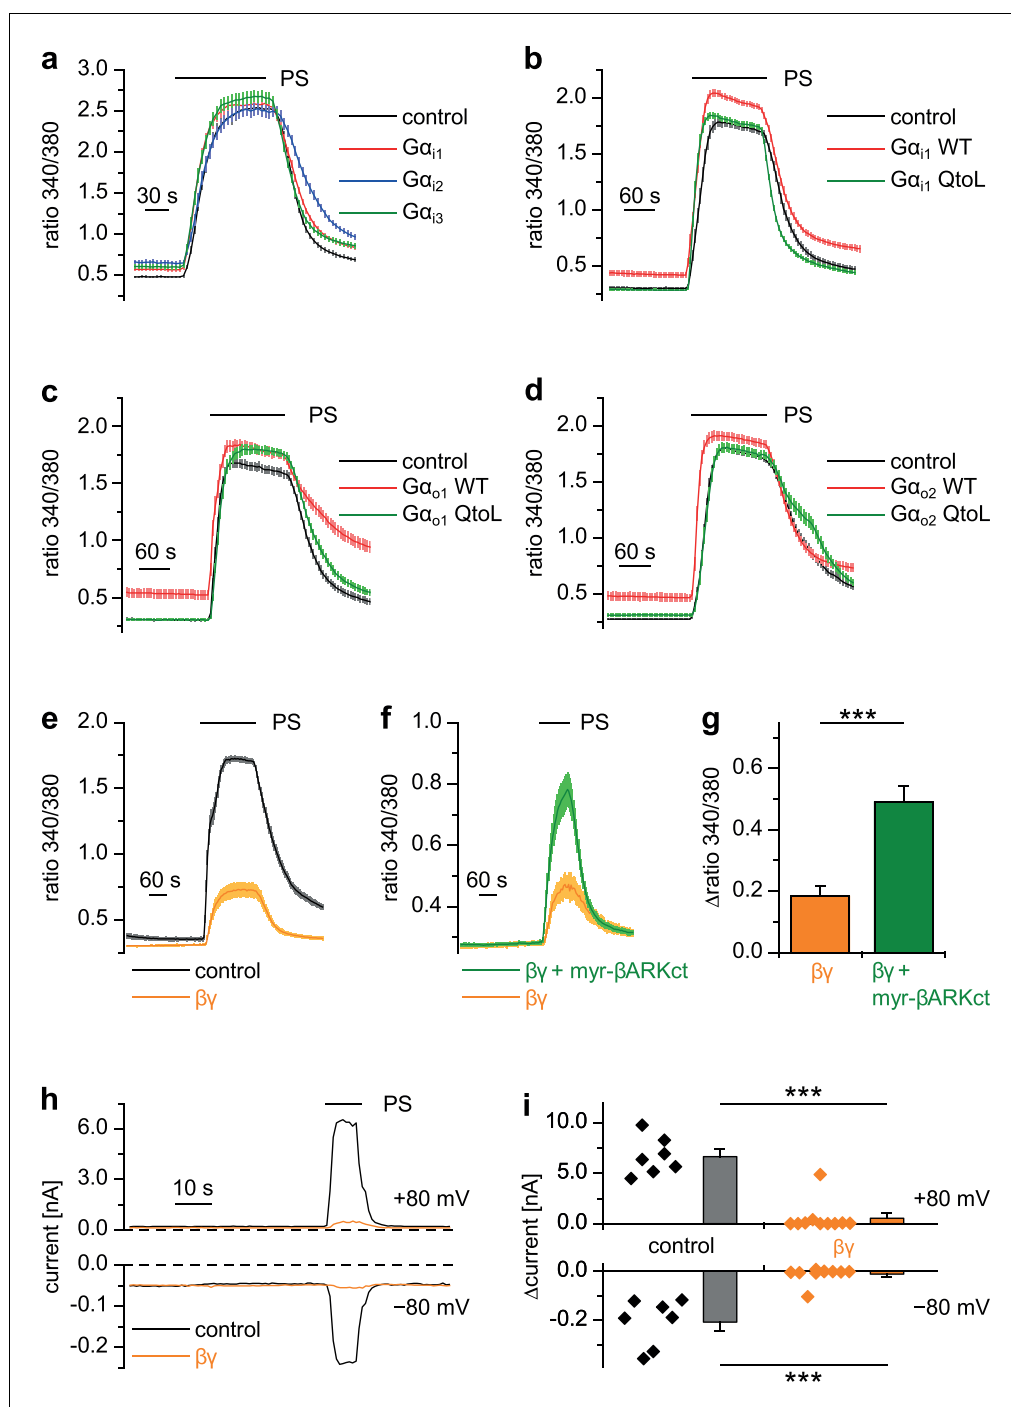 a
PS
3.0
2.5
2.0
1.5
1.0
0.5
ratio 340/380
30 s
control
Gαi1
Gαi2
Gαi3
b
PS
2.0
1.5
1.0
0.5
ratio 340/380
60 s
control
Gαi1 WT
Gαi1 QtoL
c
PS
2.0
1.5
1.0
0.5
ratio 340/380
60 s
control
Gαo1 WT
Gαo1 QtoL
d
PS
2.0
1.5
1.0
0.5
ratio 340/380
60 s
control
Gαo2 WT
Gαo2 QtoL
e
PS
2.0
1.5
1.0
0.5
ratio 340/380
60 s
control
βγ
f
PS
1.0
0.8
0.6
0.4
ratio 340/380
60 s
βγ + myr-βARKct
βγ
g
***
0.6
0.4
0.2
0.0
Δratio 340/380
βγ
βγ +
myr-βARKct
h
PS
6.0
3.0
0.0
10 s
+80 mV
current [nA]
0.0
-0.1
-0.2
−80 mV
control
βγ
i
***
10.0
5.0
0.0
+80 mV
Δcurrent [nA]
control
βγ
0.0
-0.2
−80 mV
***